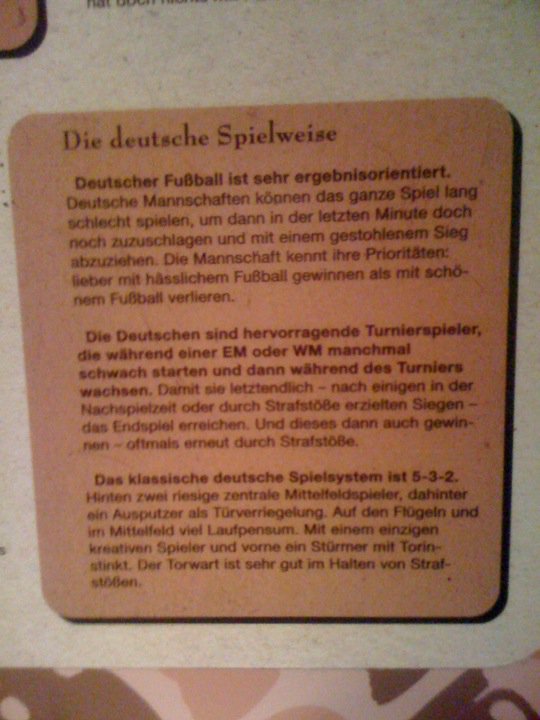 hat doch nichts
Die deutsche Spielweise
Deutscher Fußball ist sehr ergebnisorientiert.
Deutsche Mannschaften können das ganze Spiel lang
schlecht spielen, um dann in der letzten Minute doch
noch zuzuschlagen und mit einem gestohlenem Sieg
abzuziehen. Die Mannschaft kennt ihre Prioritäten:
lieber mit hässlichem Fußball gewinnen als mit schö-
nem Fußball verlieren.
Die Deutschen sind hervorragende Turnierspieler,
die während einer EM oder WM manchmal
schwach starten und dann während des Turniers
wachsen. Damit sie letztendlich – nach einigen in der
Nachspielzeit oder durch Strafstöße erzielten Siegen –
das Endspiel erreichen. Und dieses dann auch gewin-
nen – oftmals erneut durch Strafstöße.
Das klassische deutsche Spielsystem ist 5-3-2.
Hinten zwei riesige zentrale Mittelfeldspieler, dahinter
ein Ausputzer als Türverriegelung. Auf den Flügeln und
im Mittelfeld viel Laufpensum. Mit einem einzigen
kreativen Spieler und vorne ein Stürmer mit Torin-
stinkt. Der Torwart ist sehr gut im Halten von Straf-
stößen.